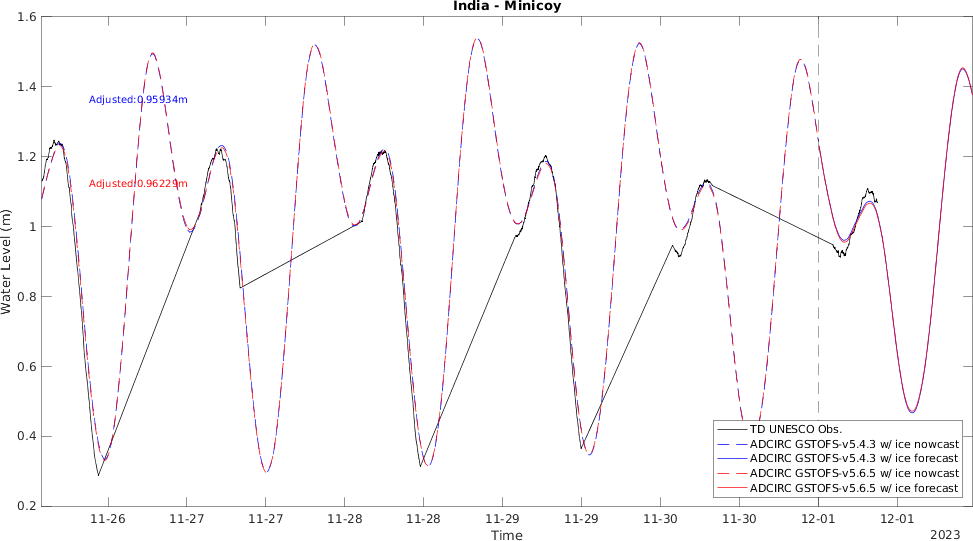 India - Minicoy
1.6
1.4
1.2
1
0.8
0.6
0.4
0.2
Water Level (m)
Adjusted:0.95934m
Adjusted:0.96229m
TD UNESCO Obs.
ADCIRC GSTOFS-v5.4.3 w/ ice nowcast
ADCIRC GSTOFS-v5.4.3 w/ ice forecast
ADCIRC GSTOFS-v5.6.5 w/ ice nowcast
ADCIRC GSTOFS-v5.6.5 w/ ice forecast
11-26 11-27 11-27 11-28 11-28 11-29 11-29 11-30 11-30 12-01 12-01
Time
2023